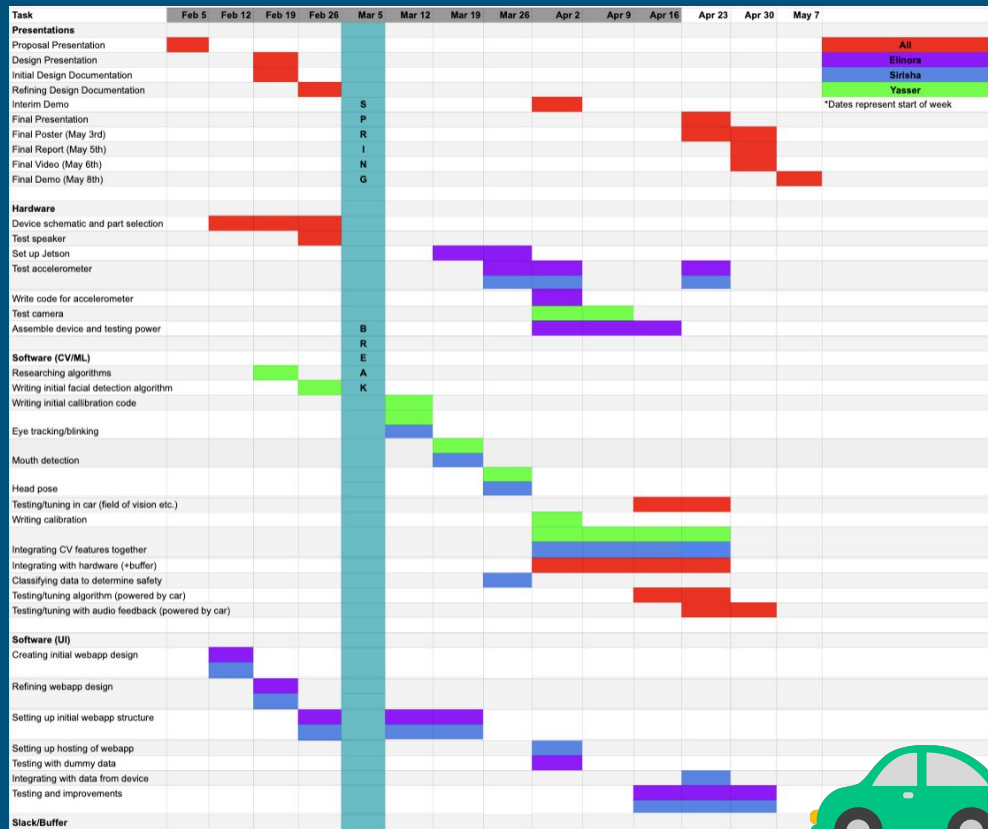 Task Feb 5 Feb 12 Feb 19 Feb 26 Mar 5 Mar 12 Mar 19 Mar 26 Apr 2 Apr 9 Apr 16 Apr 23 Apr 30 May 7
Presentations
Proposal Presentation All
Design Presentation Elinora
Initial Design Documentation Sirisha
Refining Design Documentation Yasser
Interim Demo S *Dates represent start of week
Final Presentation P
Final Poster (May 3rd) R
Final Report (May 5th) I
Final Video (May 6th) N
Final Demo (May 8th) G
Hardware
Device schematic and part selection
Test speaker
Set up Jetson
Test accelerometer
Write code for accelerometer
Test camera
Assemble device and testing power B
R
Software (CV/ML) E
Researching algorithms A
Writing initial facial detection algorithm K
Writing initial callibration code
Eye tracking/blinking
Mouth detection
Head pose
Testing/tuning in car (field of vision etc.)
Writing calibration
Integrating CV features together
Integrating with hardware (+buffer)
Classifying data to determine safety
Testing/tuning algorithm (powered by car)
Testing/tuning with audio feedback (powered by car)
Software (UI)
Creating initial webapp design
Refining webapp design
Setting up initial webapp structure
Setting up hosting of webapp
Testing with dummy data
Integrating with data from device
Testing and improvements
Slack/Buffer